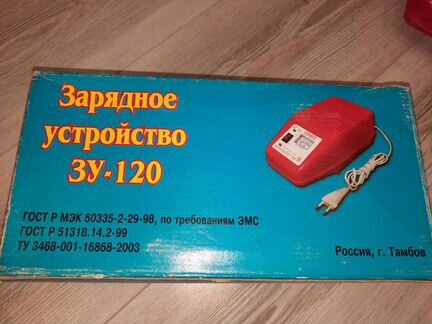 Зарядное
устройство
ЗУ-120
ГОСТ Р МЭК 60335-2-29-98, по требованиям ЭМС
ГОСТ Р 51318.14.2-99
ТУ 3468-001-16868-2003
Россия, г. Тамбов